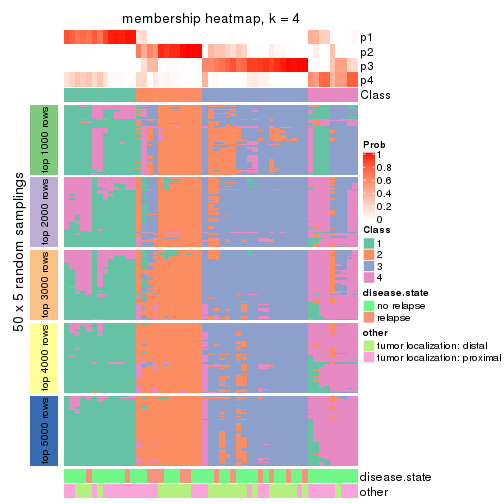 membership heatmap, k = 4
p1
p2
p3
p4
Class
50 x 5 random samplings
top 1000 rows
top 2000 rows
top 3000 rows
top 4000 rows
top 5000 rows
Prob
1
0.8
0.6
0.4
0.2
0
Class
1
2
3
4
disease.state
no relapse
relapse
other
tumor localization: distal
tumor localization: proximal
disease.state
other